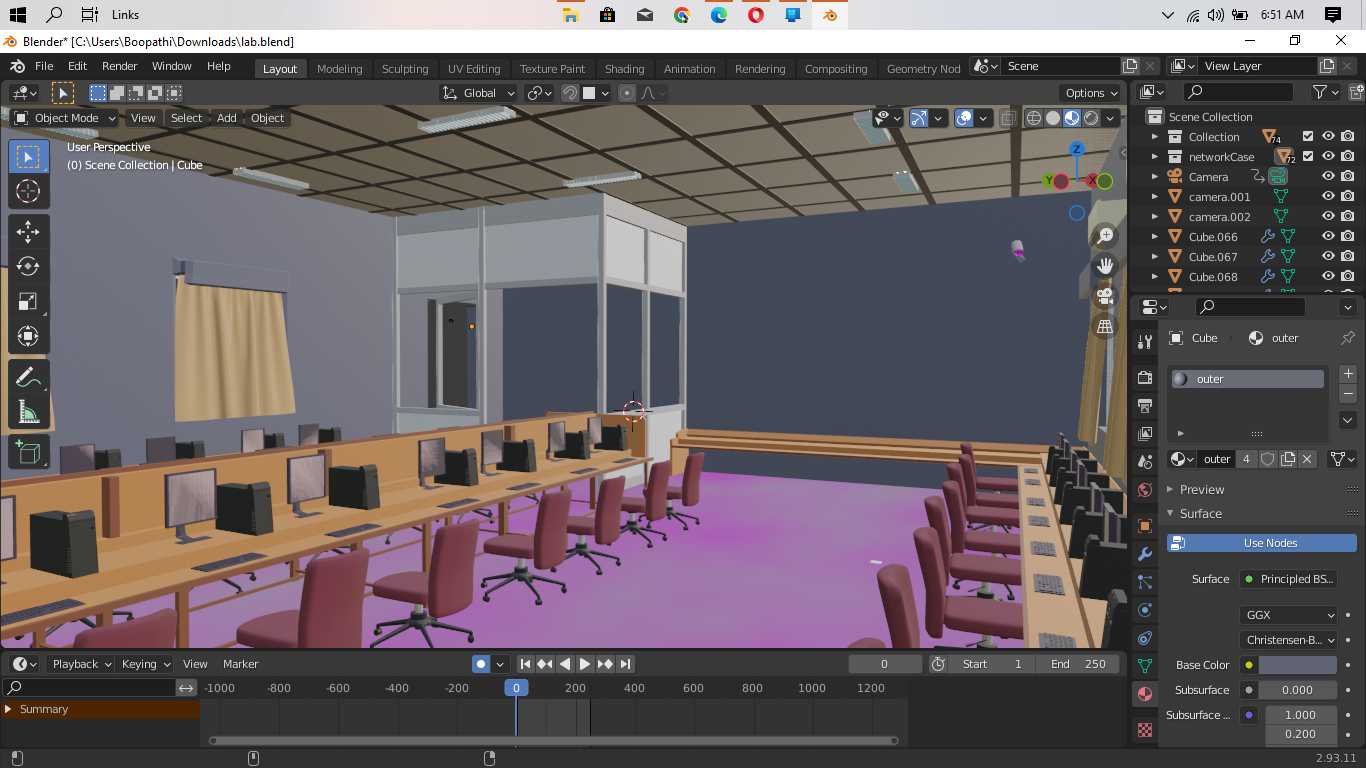 Links
6:51 AM
Blender* [C:\Users\Boopathi\Downloads\lab.blend]
File Edit Render Window Help Layout Modeling Sculpting UV Editing Texture Paint Shading Animation Rendering Compositing Geometry Nod Scene View Layer
Global Options
Object Mode View Select Add Object
User Perspective
(0) Scene Collection | Cube
Z
Y X
Scene Collection
Collection 74
networkCase 72
Camera
camera.001
camera.002
Cube.066
Cube.067
Cube.068
Cube outer
outer
outer 4
Preview
Surface
Use Nodes
Surface Principled BS...
GGX
Christensen-B...
Base Color
Subsurface 0.000
Subsurface ... 1.000
0.200
Playback Keying View Marker 0 Start 1 End 250
-1000 -800 -600 -400 -200 0 200 400 600 800 1000 1200
Summary
2.93.11